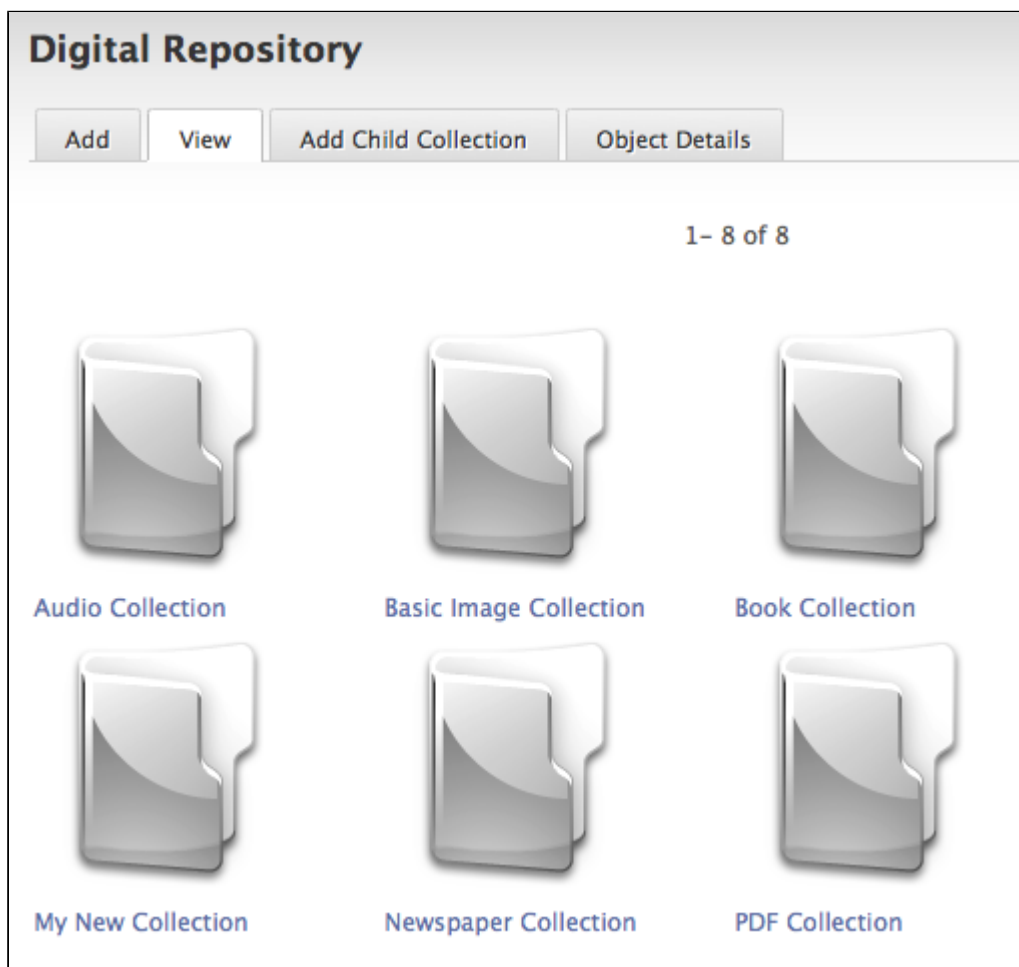 Digital Repository
Add View Add Child Collection Object Details
1– 8 of 8
Audio Collection Basic Image Collection Book Collection
My New Collection Newspaper Collection PDF Collection